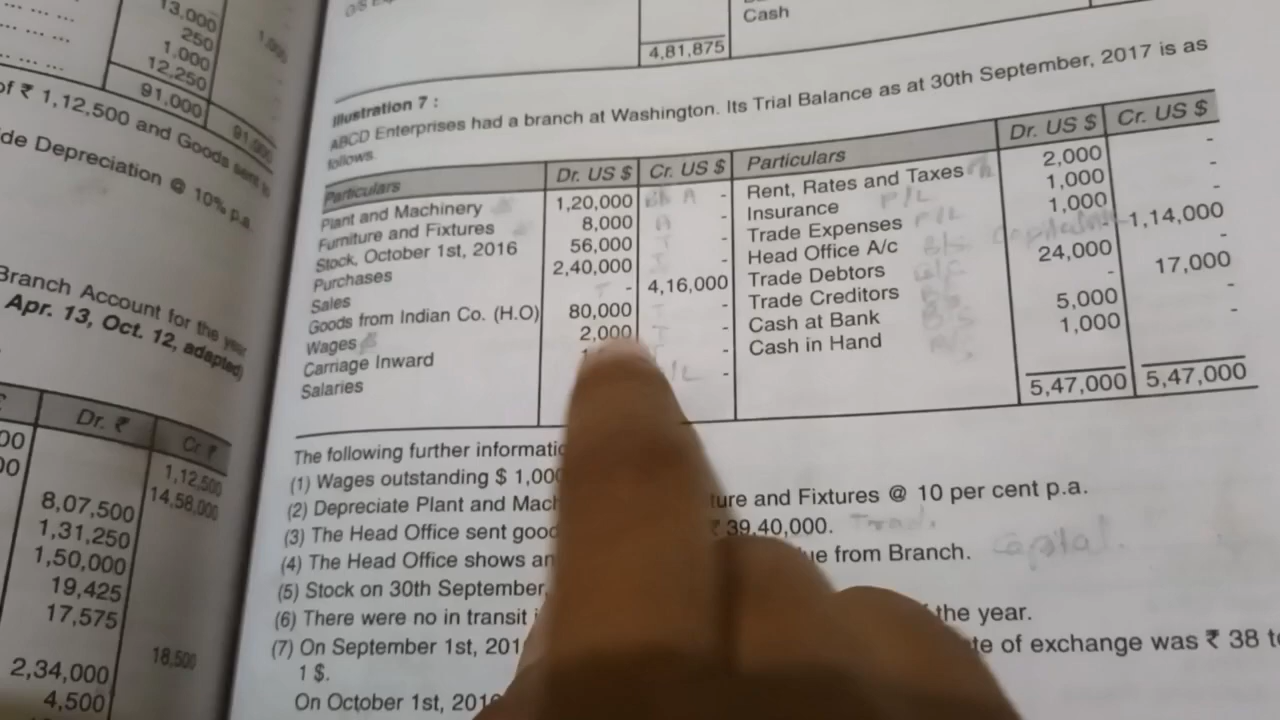 13,000
250
1,000
12,250
91,000
91,000
of ₹ 1,12,500 and Goods sent to
de Depreciation @ 10% p.a.
Branch Account for the year
Apr. 13, Oct. 12, adapted)
Dr. ₹ Cr. ₹
00 1,12,500
00 14,58,000
8,07,500
1,31,250
1,50,000
19,425
17,575
18,500
2,34,000
4,500
4,81,875 Cash
Illustration 7 :
ABCD Enterprises had a branch at Washington. Its Trial Balance as at 30th September, 2017 is as
follows.
Particulars Dr. US $ Cr. US $ Particulars Dr. US $ Cr. US $
Plant and Machinery 1,20,000 - Rent, Rates and Taxes 2,000 -
Furniture and Fixtures 8,000 - Insurance 1,000 -
Stock, October 1st, 2016 56,000 - Trade Expenses 1,000 -
Purchases 2,40,000 - Head Office A/c - 1,14,000
Sales - 4,16,000 Trade Debtors 24,000 -
Goods from Indian Co. (H.O) 80,000 - Trade Creditors - 17,000
Wages 2,000 - Cash at Bank 5,000 -
Carriage Inward - Cash in Hand 1,000 -
Salaries -
5,47,000 5,47,000
The following further informatio
(1) Wages outstanding $ 1,000
(2) Depreciate Plant and Mach ture and Fixtures @ 10 per cent p.a.
(3) The Head Office sent good ₹ 39,40,000.
(4) The Head Office shows an ue from Branch. Capital.
(5) Stock on 30th September,
(6) There were no in transit the year.
(7) On September 1st, 201 te of exchange was ₹ 38 to
1 $.
On October 1st, 2016